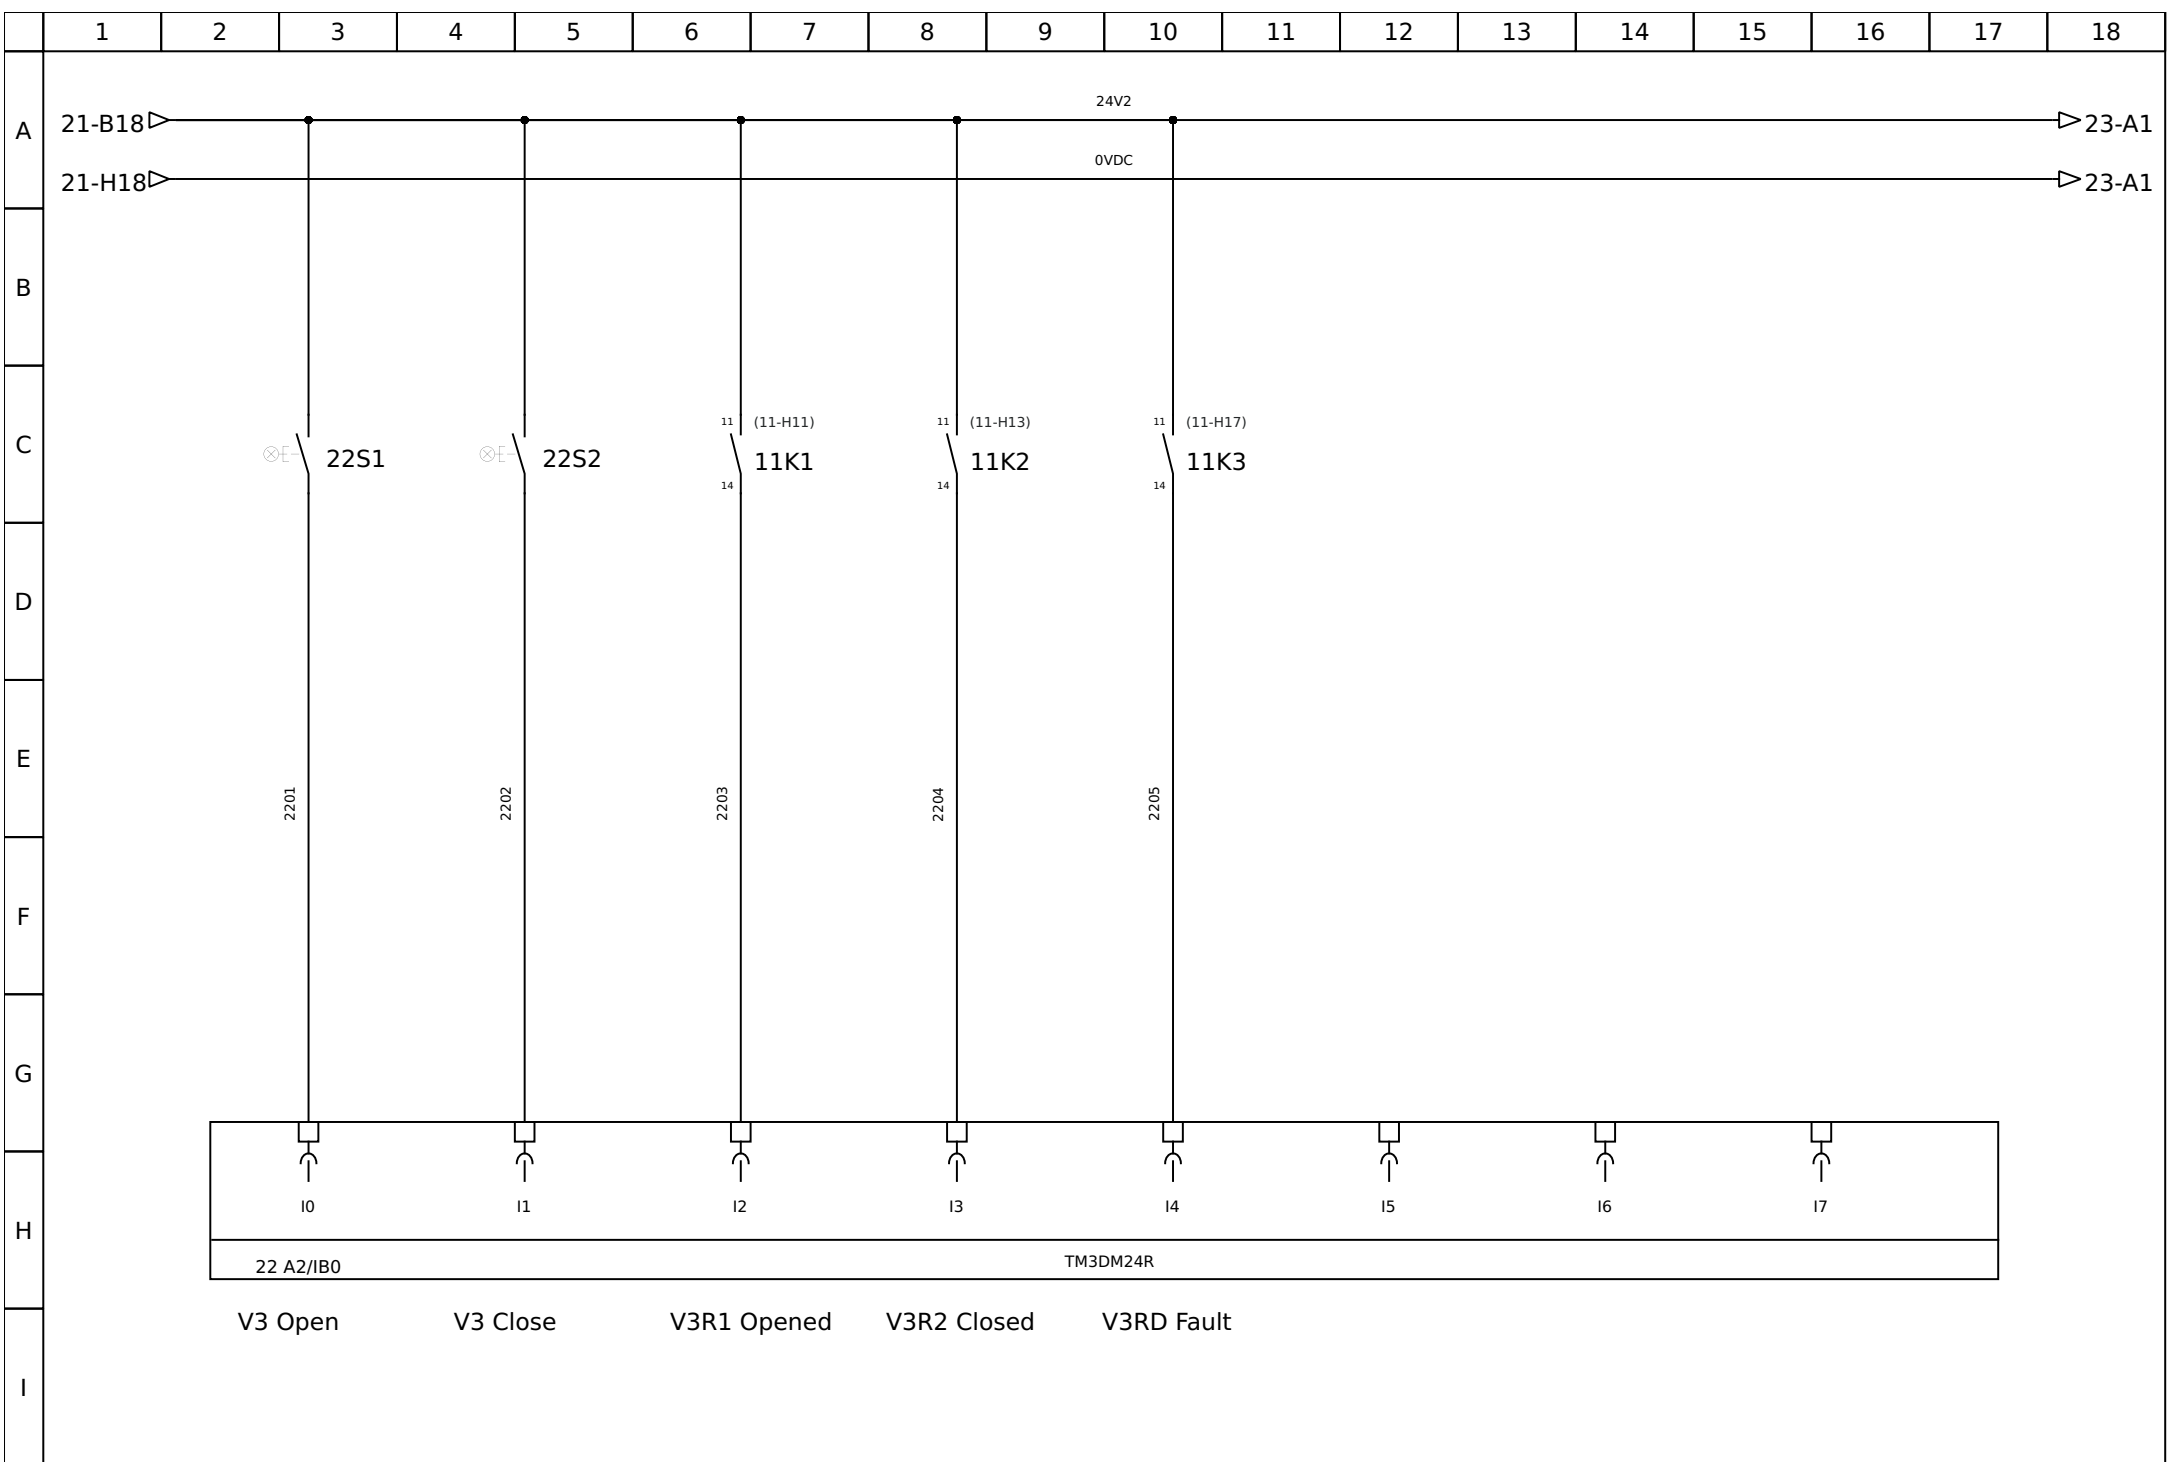 1 2 3 4 5 6 7 8 9 10 11 12 13 14 15 16 17 18
A
24V2
21-B18 23-A1
0VDC
21-H18 23-A1
B
C
11 (11-H11) 11 (11-H13) 11 (11-H17)
22S1 22S2 11K1 11K2 11K3
14 14 14
D
E
2201 2202 2203 2204 2205
F
G
H
I0 I1 I2 I3 I4 I5 I6 I7
22 A2/IB0 TM3DM24R
V3 Open V3 Close V3R1 Opened V3R2 Closed V3RD Fault
I